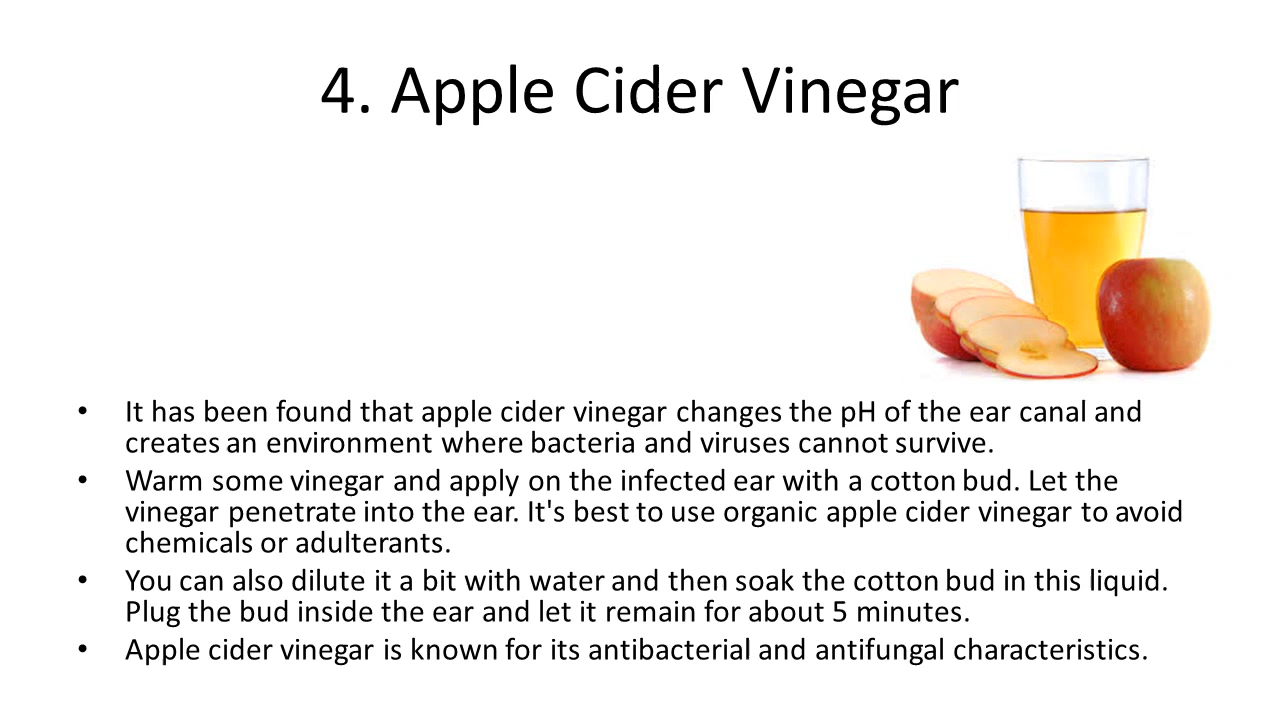 4. Apple Cider Vinegar
• It has been found that apple cider vinegar changes the pH of the ear canal and
creates an environment where bacteria and viruses cannot survive.
• Warm some vinegar and apply on the infected ear with a cotton bud. Let the
vinegar penetrate into the ear. It's best to use organic apple cider vinegar to avoid
chemicals or adulterants.
• You can also dilute it a bit with water and then soak the cotton bud in this liquid.
Plug the bud inside the ear and let it remain for about 5 minutes.
• Apple cider vinegar is known for its antibacterial and antifungal characteristics.